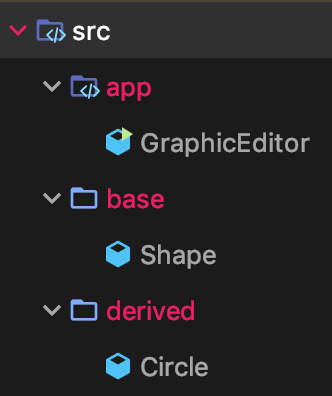 src
app
GraphicEditor
base
Shape
derived
Circle